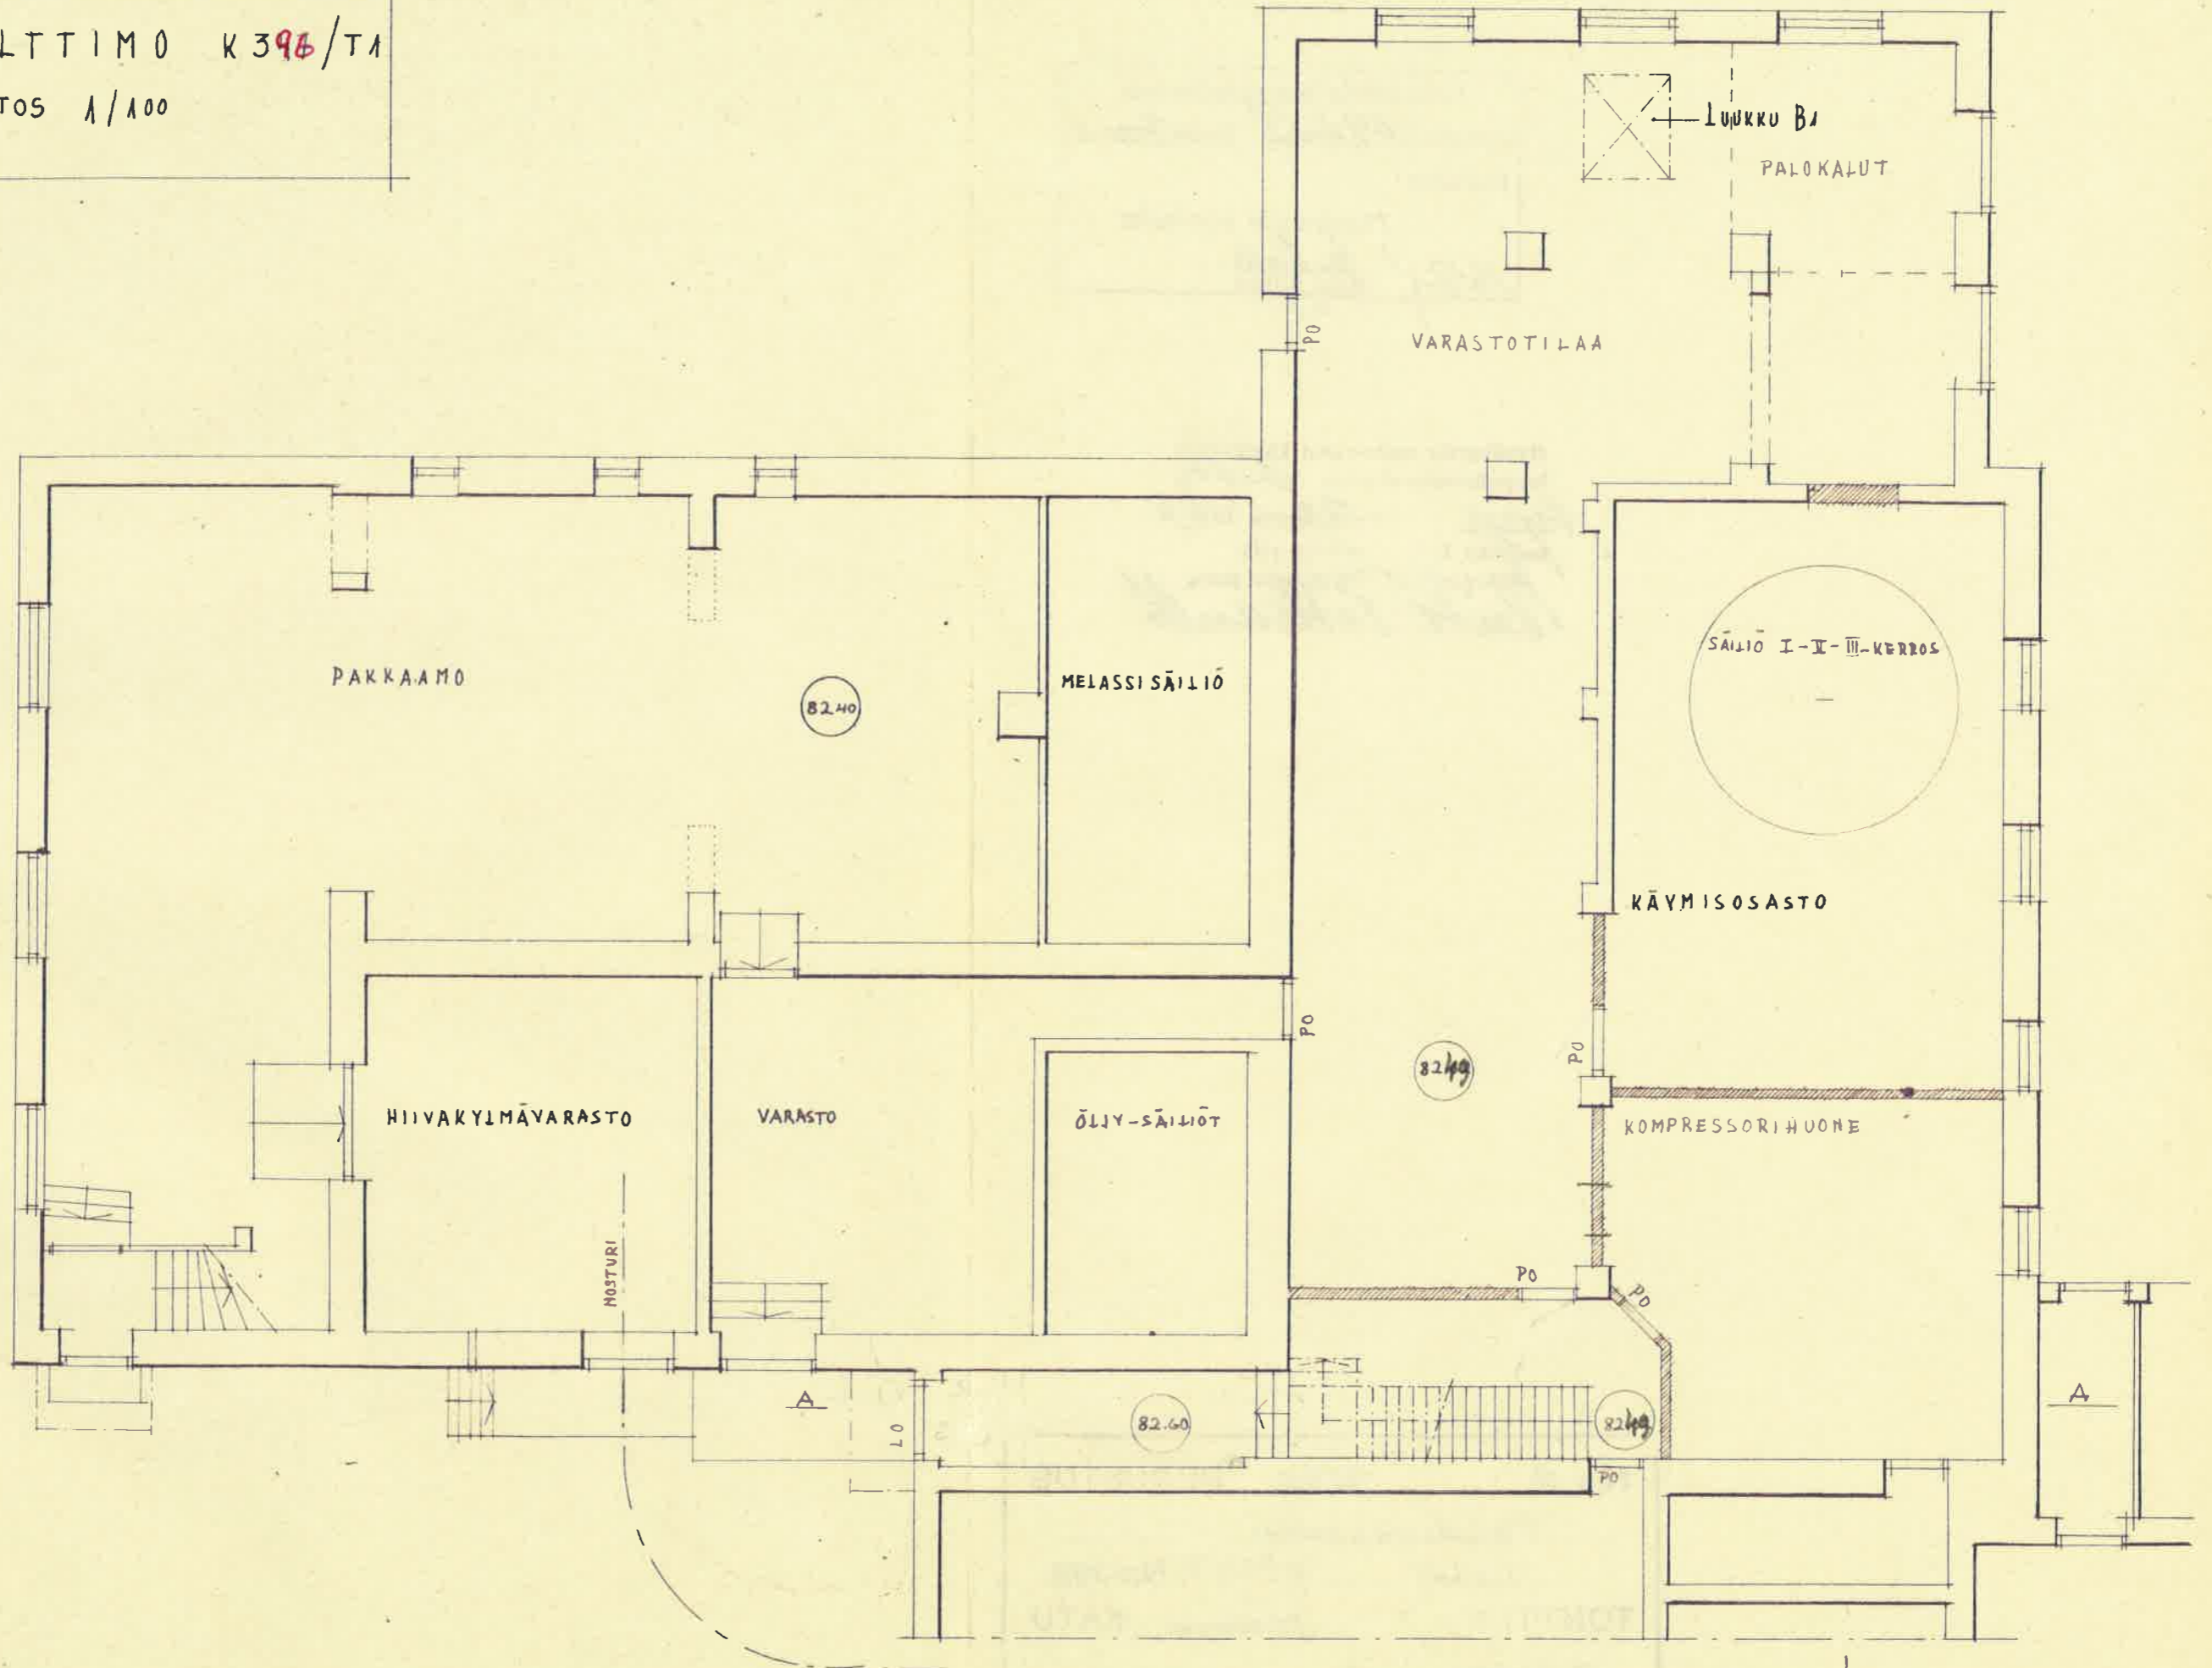 LTTIMO K396/T1
TOS 1/100
LUUKKU B1
PALOKALUT
PO
VARASTOTILAA
SÄILIÖ I-II-III-KERROS
PAKKAAMO
82.40
MELASSISÄILIÖ
KÄYMISOSASTO
PO
PO
82.49
HIIVAKYLMÄVARASTO
VARASTO
ÖLJY-SÄILIÖT
KOMPRESSORIHUONE
NOSTURI
PO
PO
A
LO
82.60
82.49
A
PO